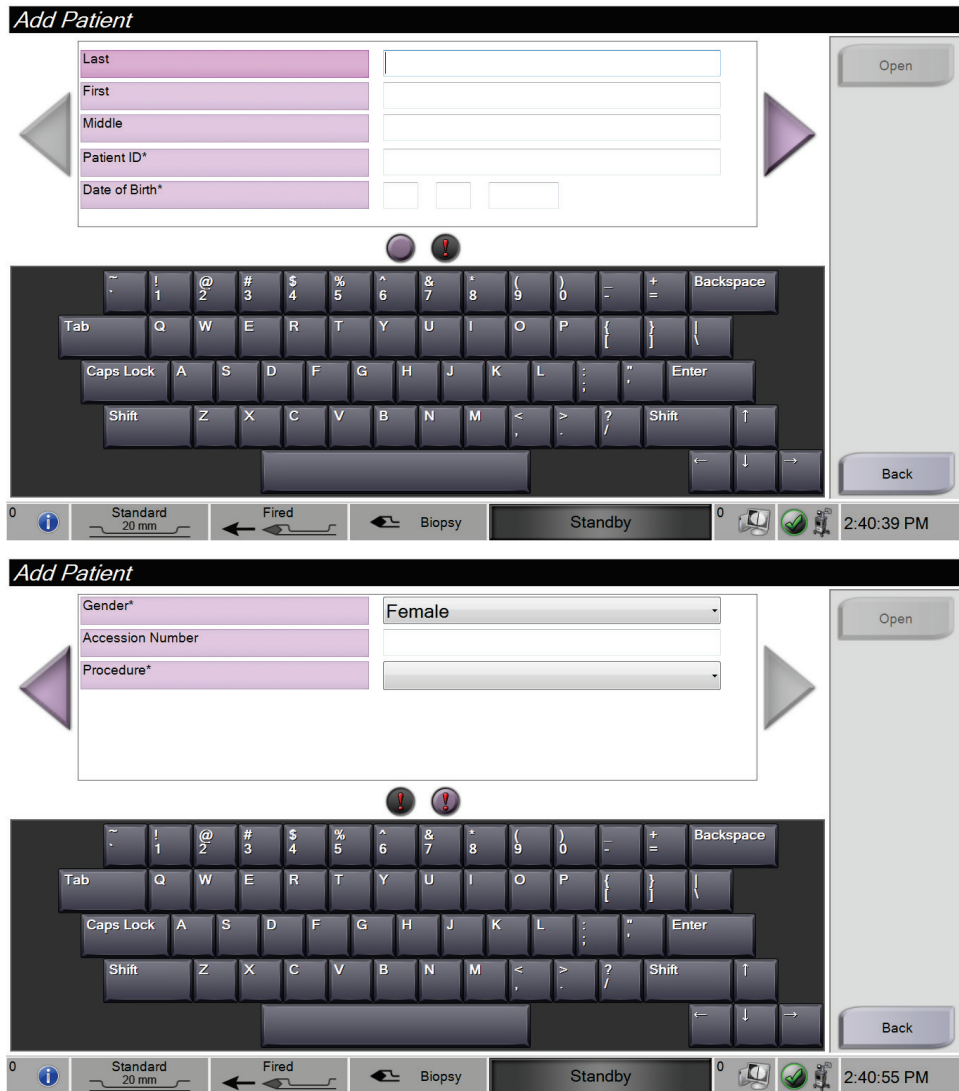 Add Patient
Last
Open
First
Middle
Patient ID*
Date of Birth*
~ ! @ # $ % ^ & * ( ) _ + Backspace
` 1 2 3 4 5 6 7 8 9 0 - =
Tab Q W E R T Y U I O P { } |
[ ] \
Caps Lock A S D F G H J K L : " Enter
; '
Shift Z X C V B N M < > ? Shift ↑
, . /
← ↓ →
Back
0 Standard Fired Biopsy Standby 0 2:40:39 PM
20 mm
Add Patient
Gender* Female
Open
Accession Number
Procedure*
~ ! @ # $ % ^ & * ( ) _ + Backspace
` 1 2 3 4 5 6 7 8 9 0 - =
Tab Q W E R T Y U I O P { } |
[ ] \
Caps Lock A S D F G H J K L : " Enter
; '
Shift Z X C V B N M < > ? Shift ↑
, . /
← ↓ →
Back
0 Standard Fired Biopsy Standby 0 2:40:55 PM
20 mm